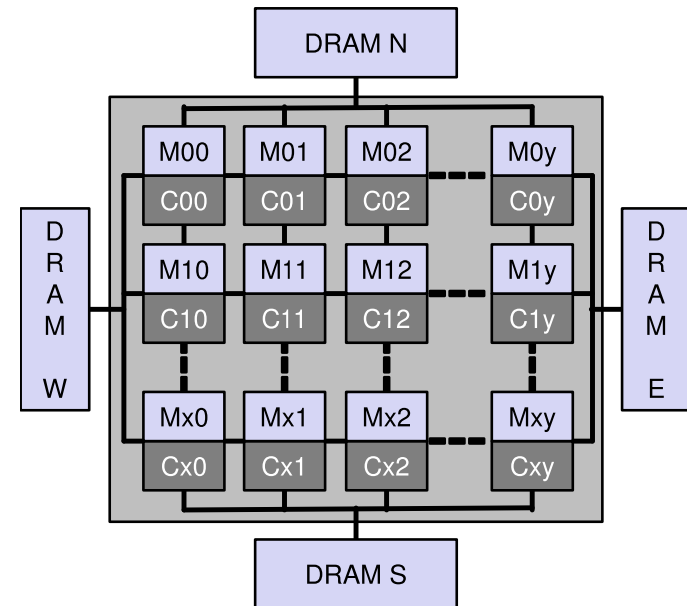 DRAM N
M00 M01 M02 M0y
C00 C01 C02 C0y
D
R
A
M
W
D
R
A
M
E
M10 M11 M12 M1y
C10 C11 C12 C1y
Mx0 Mx1 Mx2 Mxy
Cx0 Cx1 Cx2 Cxy
DRAM S